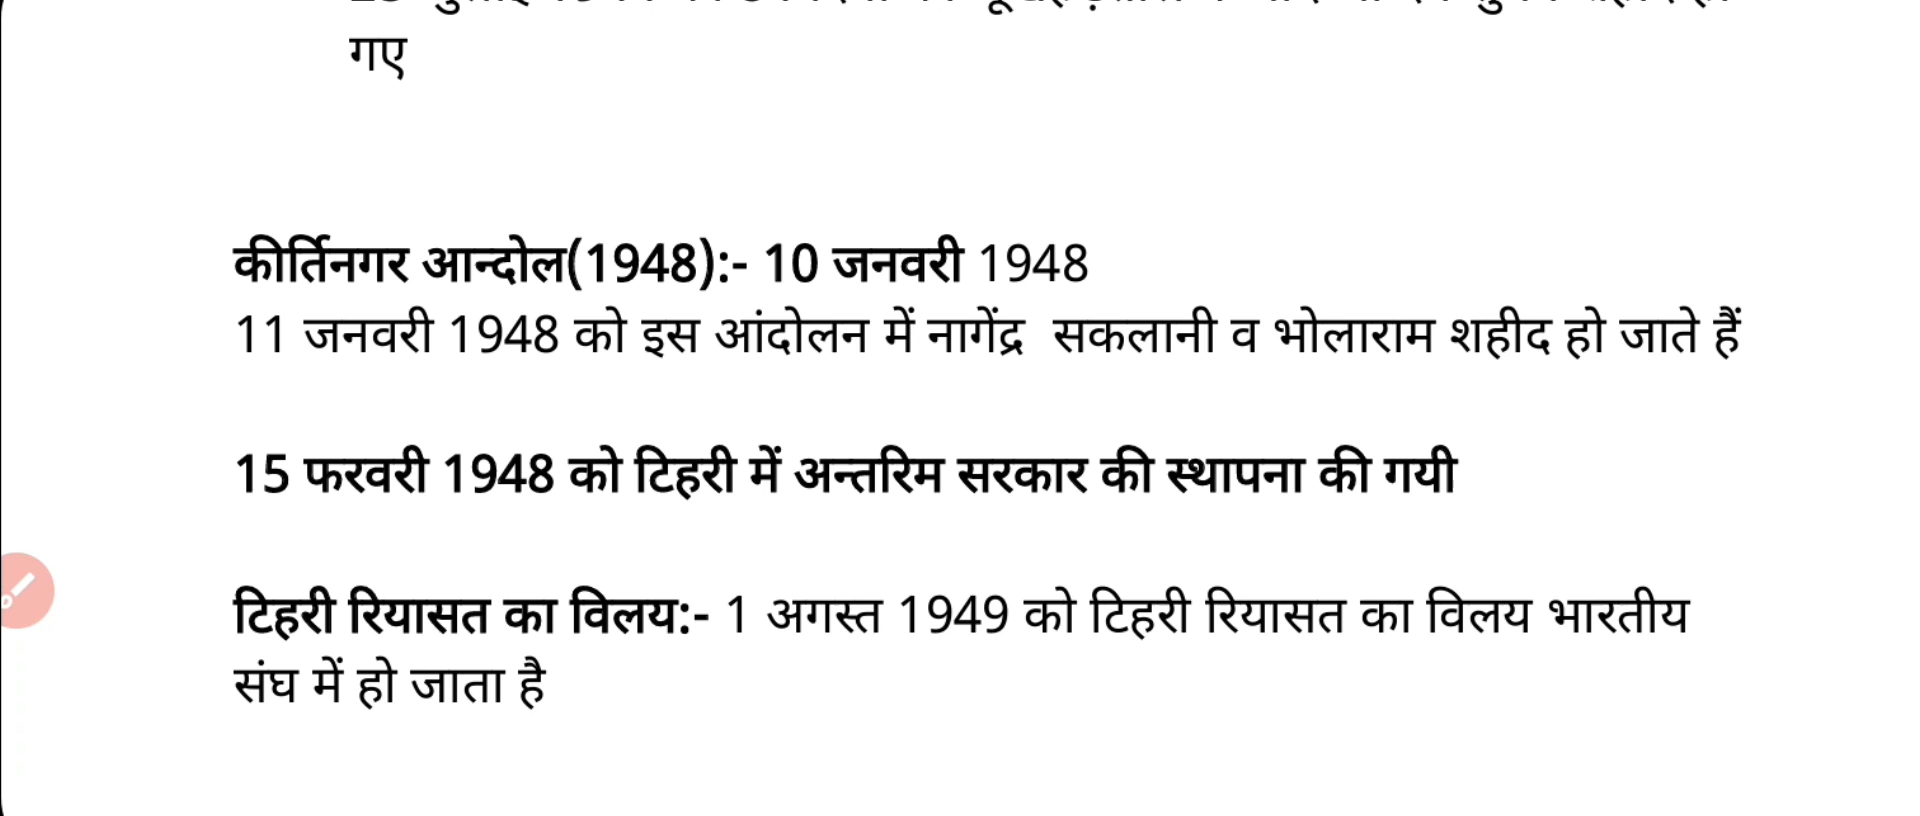 गए
कीर्तिनगर आन्दोल(1948):- 10 जनवरी 1948
11 जनवरी 1948 को इस आंदोलन में नागेंद्र सकलानी व भोलाराम शहीद हो जाते हैं
15 फरवरी 1948 को टिहरी में अन्तरिम सरकार की स्थापना की गयी
टिहरी रियासत का विलय:- 1 अगस्त 1949 को टिहरी रियासत का विलय भारतीय
संघ में हो जाता है